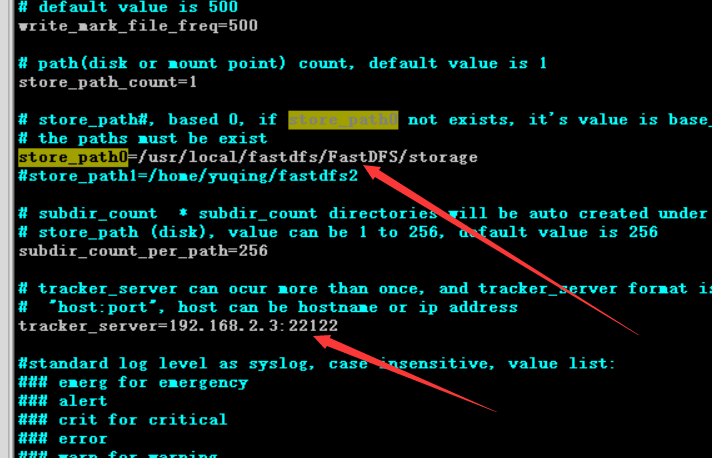 # default value is 500
write_mark_file_freq=500
# path(disk or mount point) count, default value is 1
store_path_count=1
# store_path#, based 0, if store_path0 not exists, it's value is base_
# the paths must be exist
store_path0=/usr/local/fastdfs/FastDFS/storage
#store_path1=/home/yuqing/fastdfs2
# subdir_count  * subdir_count directories will be auto created under
# store_path (disk), value can be 1 to 256, default value is 256
subdir_count_per_path=256
# tracker_server can ocur more than once, and tracker_server format is
#  "host:port", host can be hostname or ip address
tracker_server=192.168.2.3:22122
#standard log level as syslog, case insensitive, value list:
### emerg for emergency
### alert
### crit for critical
### error
### warn for warning